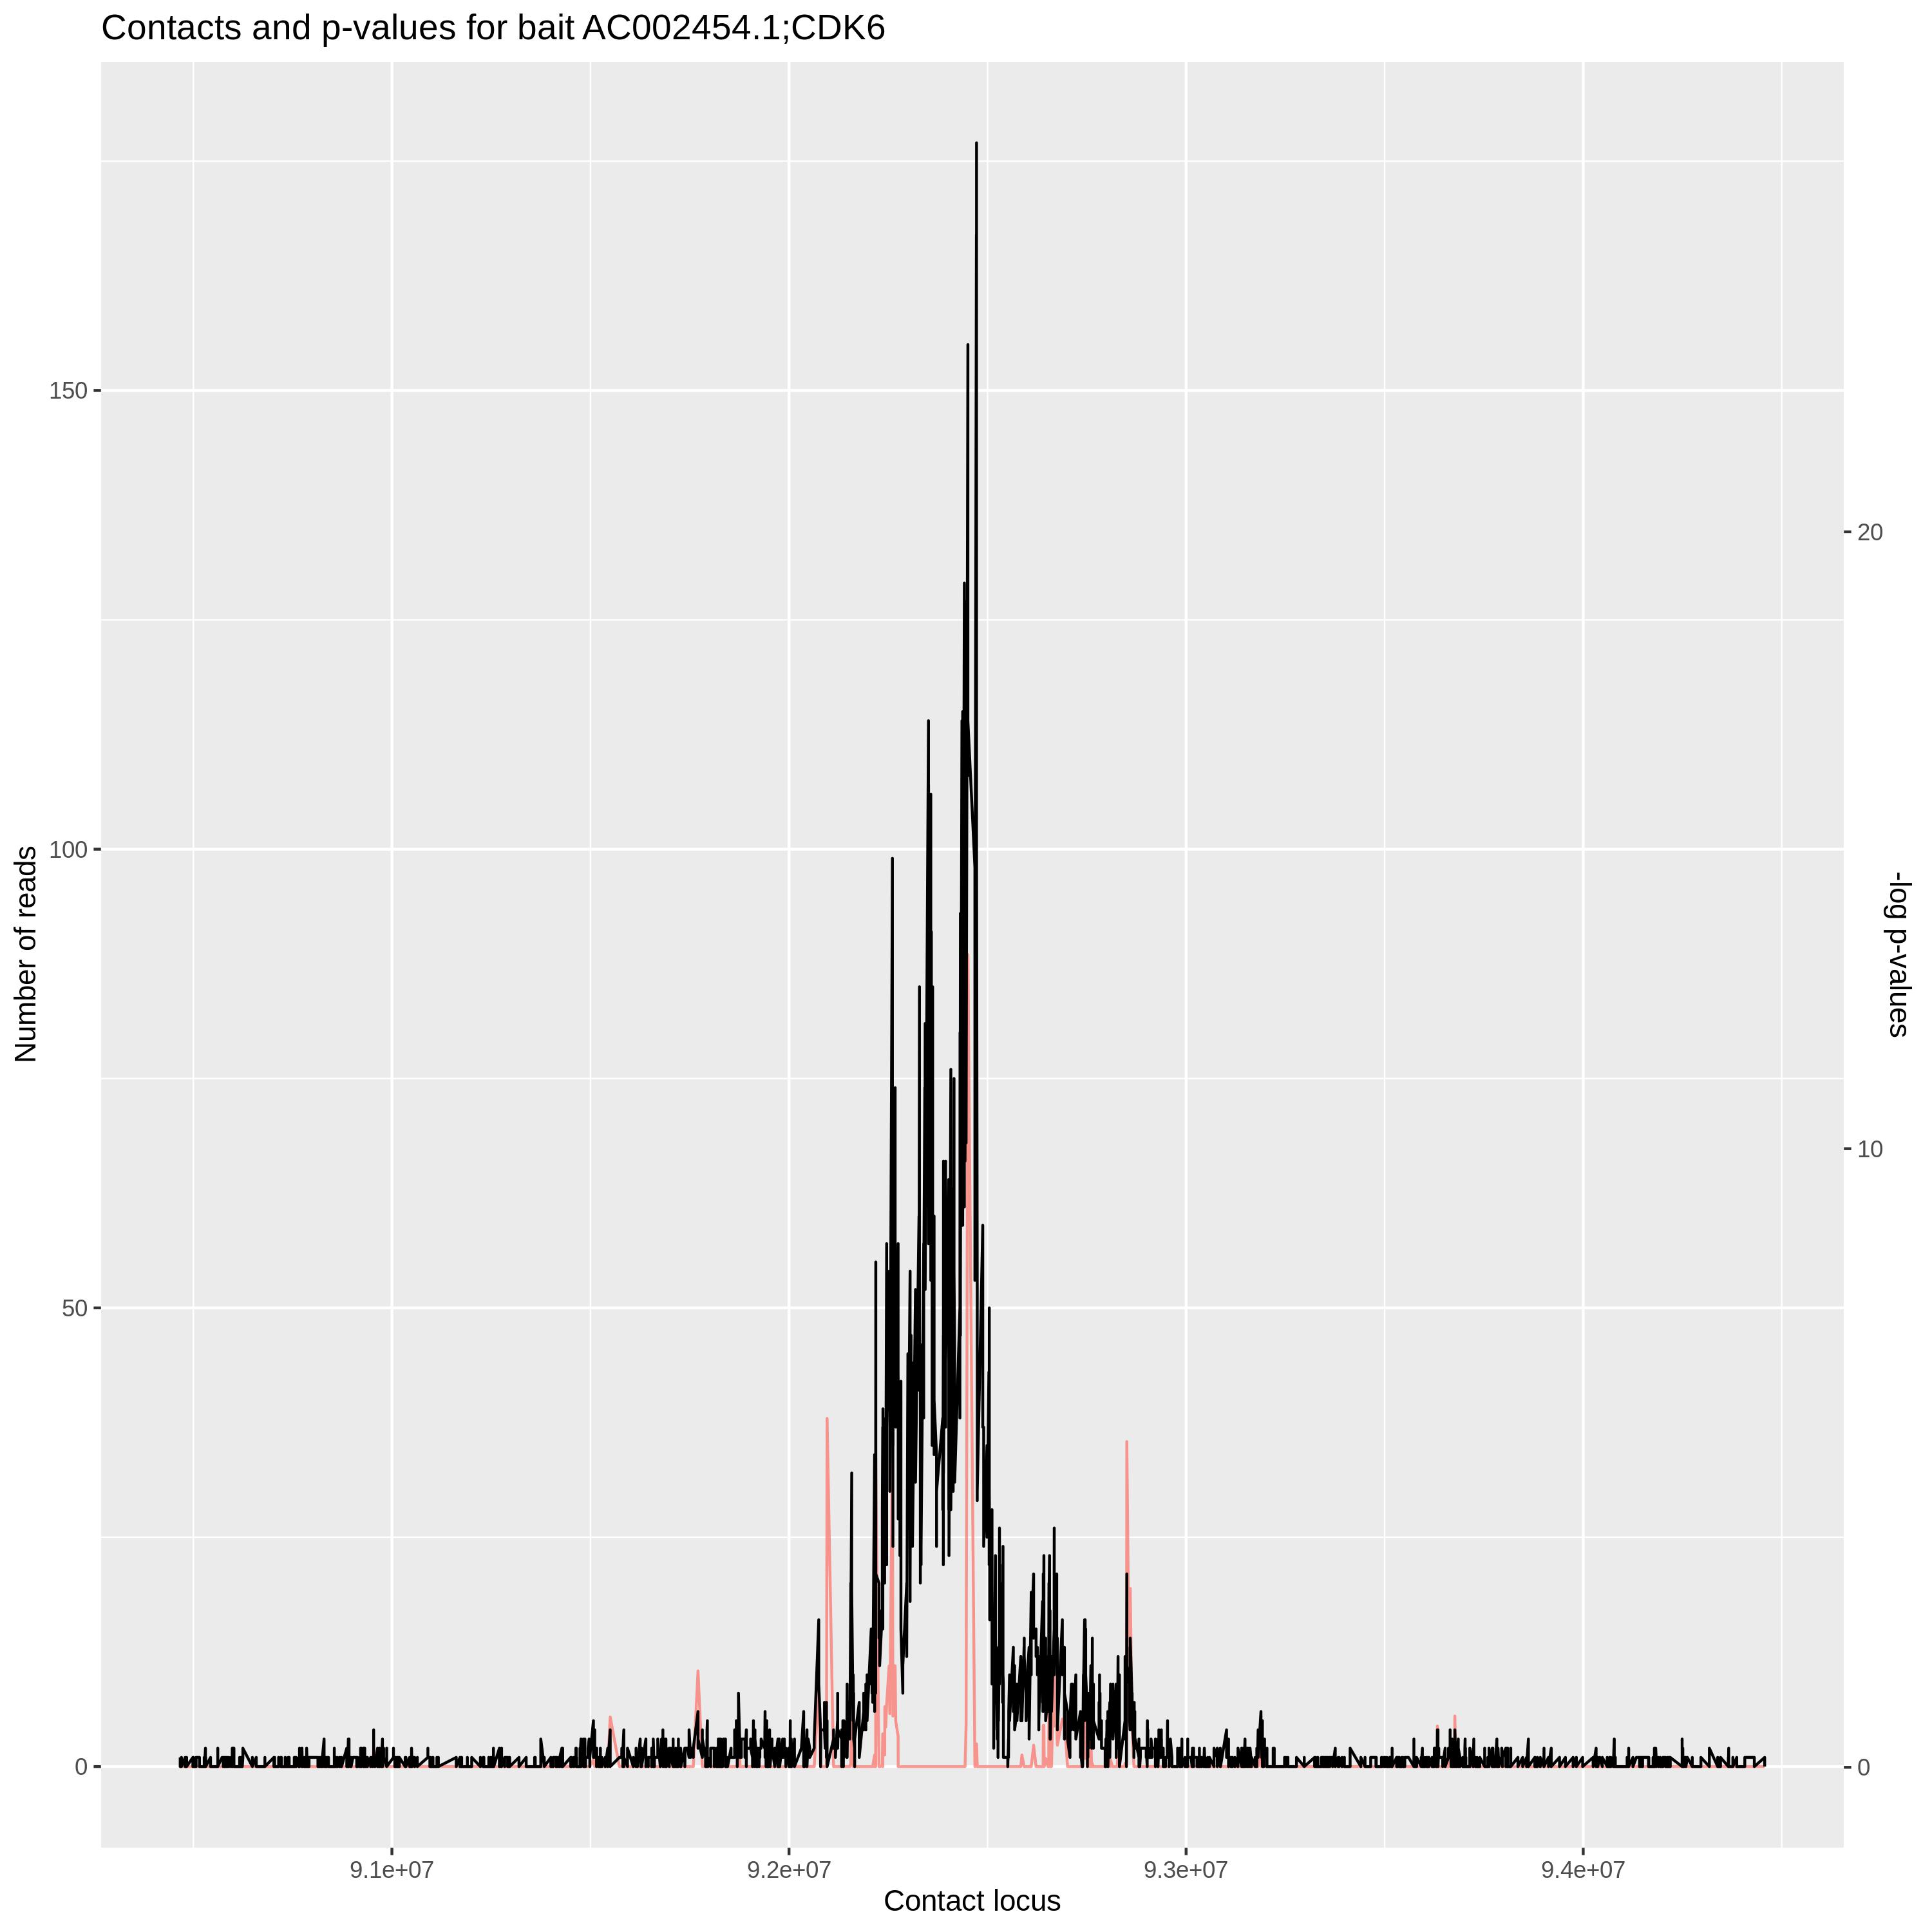 Contacts and p-values for bait AC002454.1;CDK6
150
100
50
0
Number of reads
20
10
0
-log p-values
9.1e+07
9.2e+07
9.3e+07
9.4e+07
Contact locus